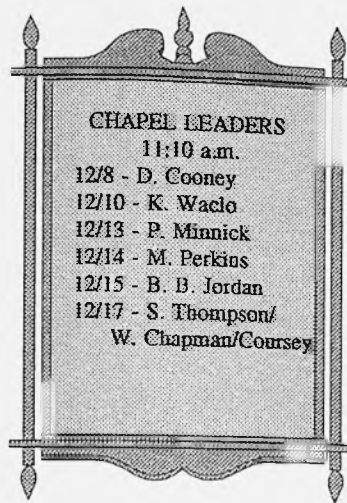 CHAPEL LEADERS
11:10 a.m.
12/8 - D. Cooney
12/10 - K. Waclo
12/13 - P. Minnick
12/14 - M. Perkins
12/15 - B. B. Jordan
12/17 - S. Thompson/
W. Chapman/Coursey